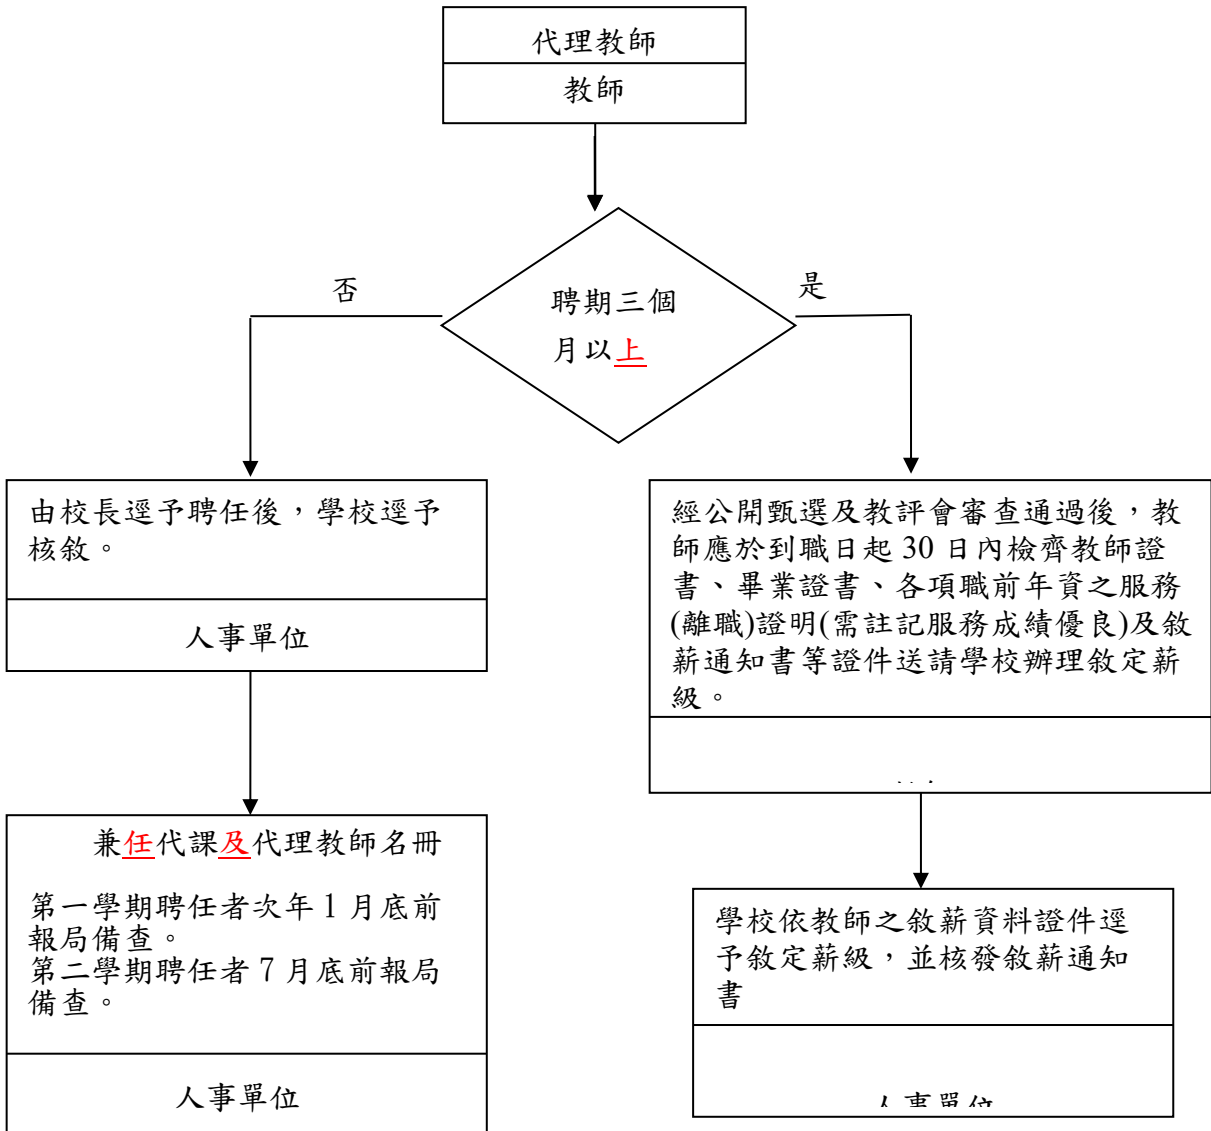 代理教師
教師
否
是
聘期三個
月以上
由校長逕予聘任後，學校逕予
核敘。
人事單位
經公開甄選及教評會審查通過後，教
師應於到職日起 30 日內檢齊教師證
書、畢業證書、各項職前年資之服務
(離職)證明(需註記服務成績優良)及敘
薪通知書等證件送請學校辦理敘定薪
級。
兼任代課及代理教師名冊
第一學期聘任者次年 1 月底前
報局備查。
第二學期聘任者 7 月底前報局
備查。
人事單位
學校依教師之敘薪資料證件逕
予敘定薪級，並核發敘薪通知
書
人事單位